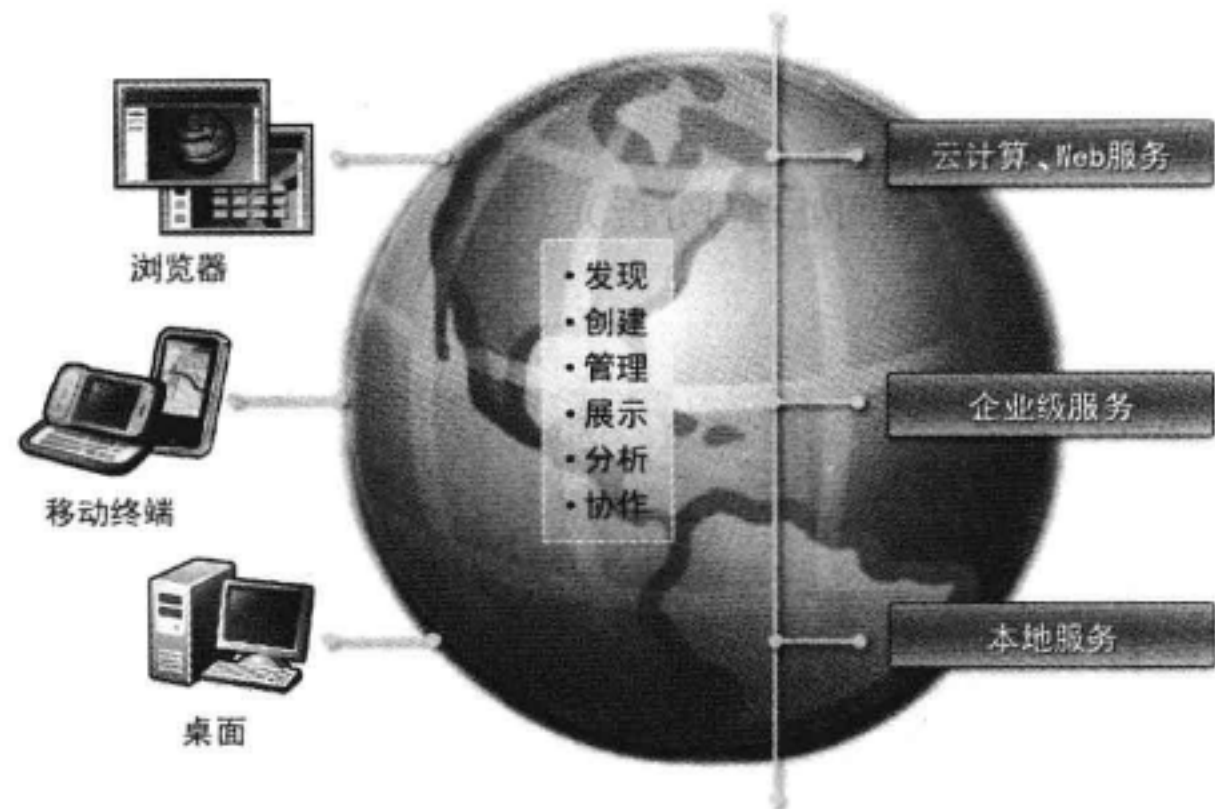 浏览器
移动终端
桌面
•发现
•创建
•管理
•展示
•分析
•协作
云计算、Web服务
企业级服务
本地服务